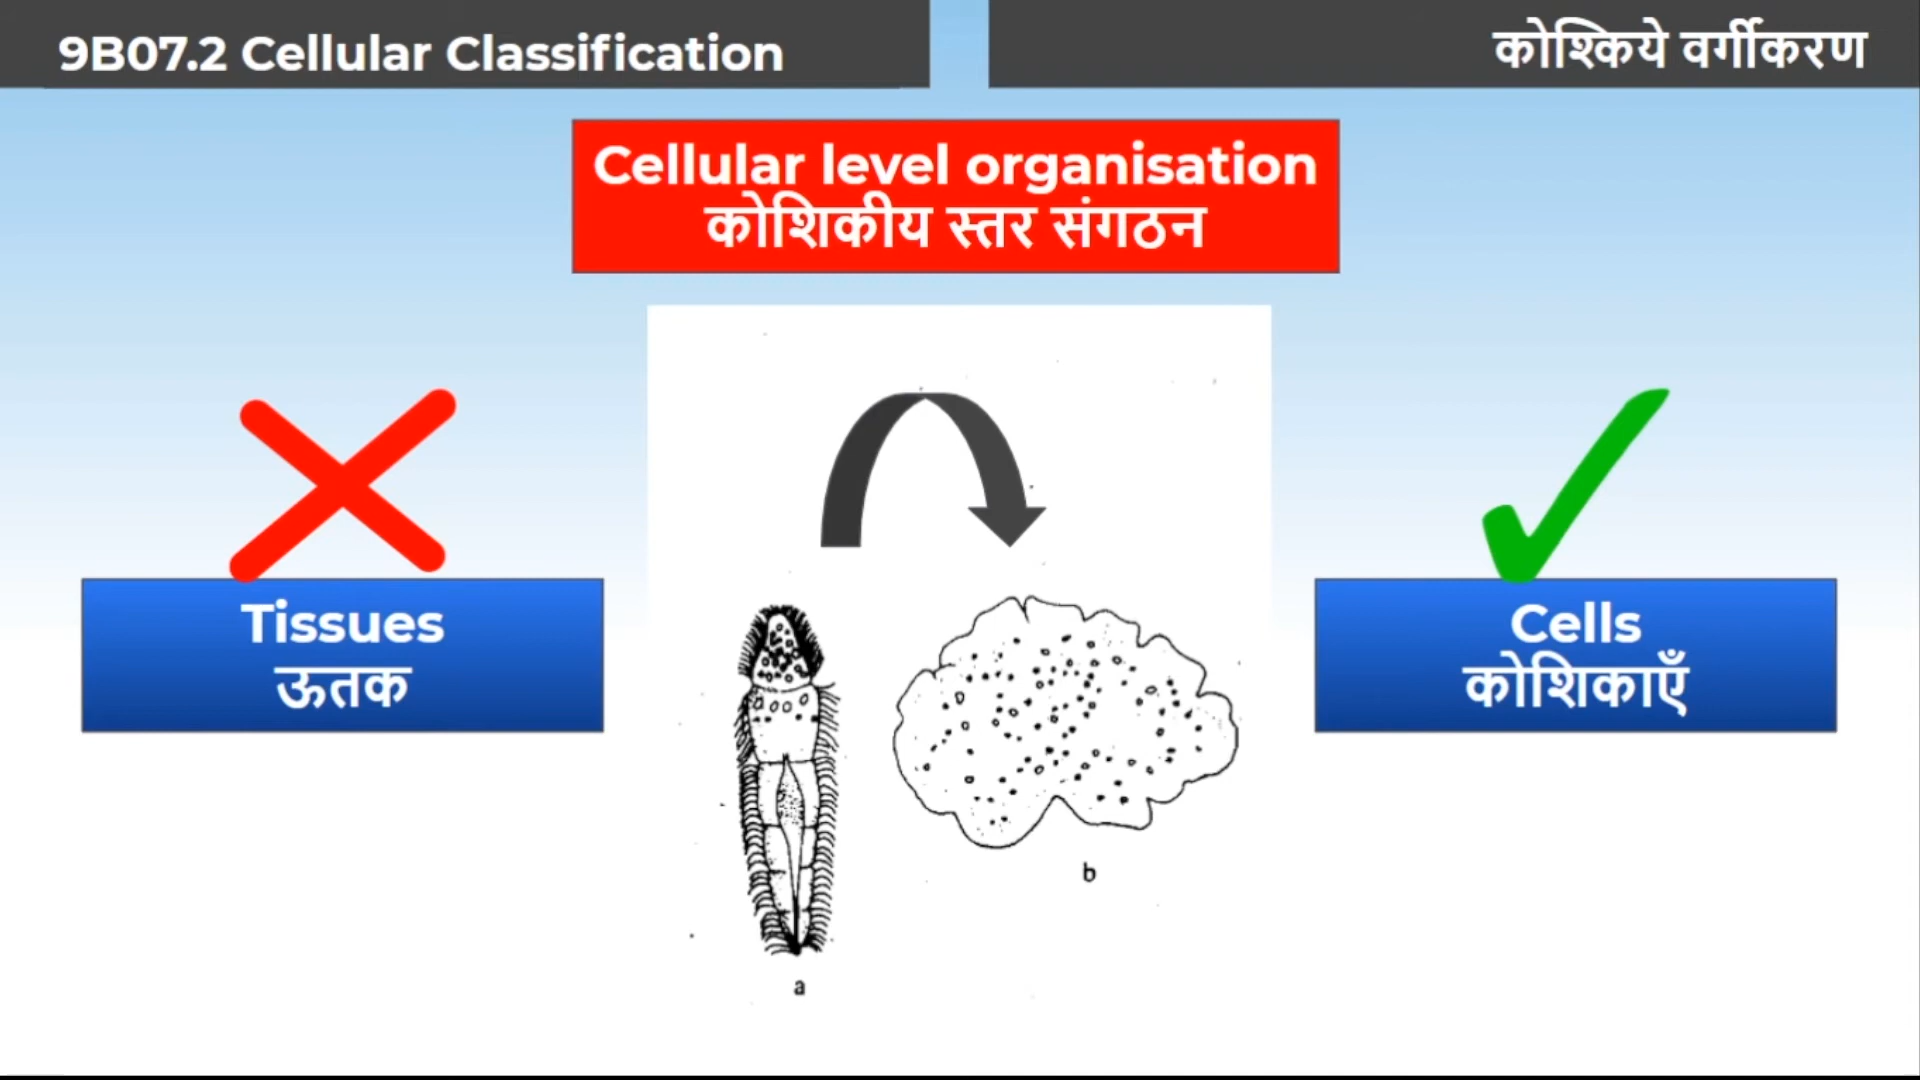 9B07.2 Cellular Classification
कोश्किये वर्गीकरण
Cellular level organisation
कोशिकीय स्तर संगठन
Tissues
ऊतक
Cells
कोशिकाएँ
b
a